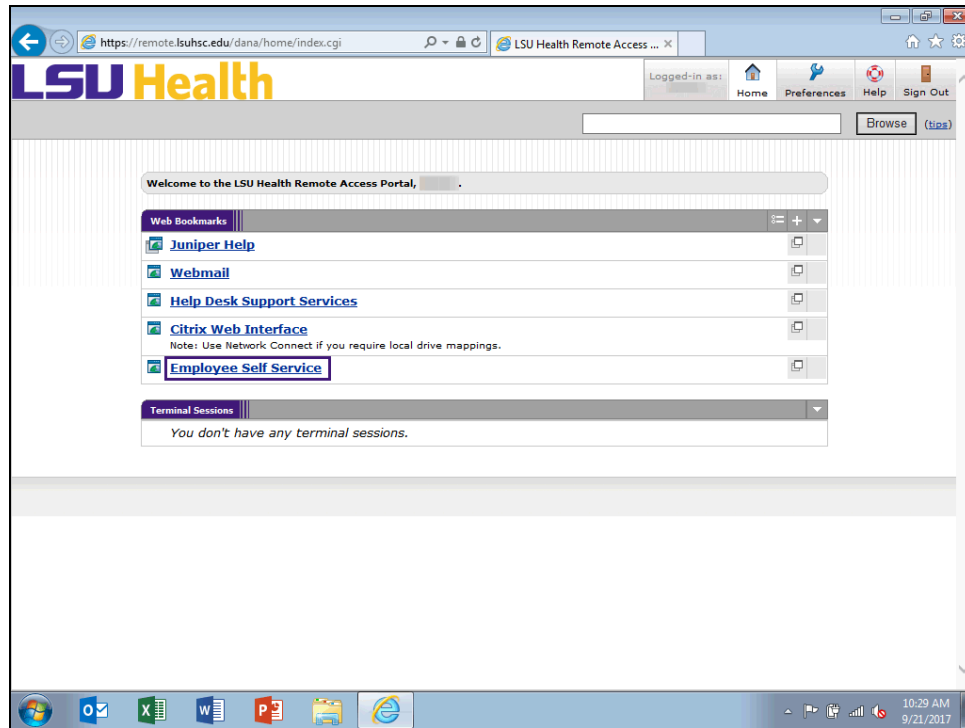 https://remote.lsuhsc.edu/dana/home/index.cgi
LSU Health Remote Access ...
LSU Health
Logged-in as:
Home
Preferences
Help
Sign Out
Browse
(tips)
Welcome to the LSU Health Remote Access Portal, .
Web Bookmarks
Juniper Help
Webmail
Help Desk Support Services
Citrix Web Interface
Note: Use Network Connect if you require local drive mappings.
Employee Self Service
Terminal Sessions
You don't have any terminal sessions.
10:29 AM
9/21/2017